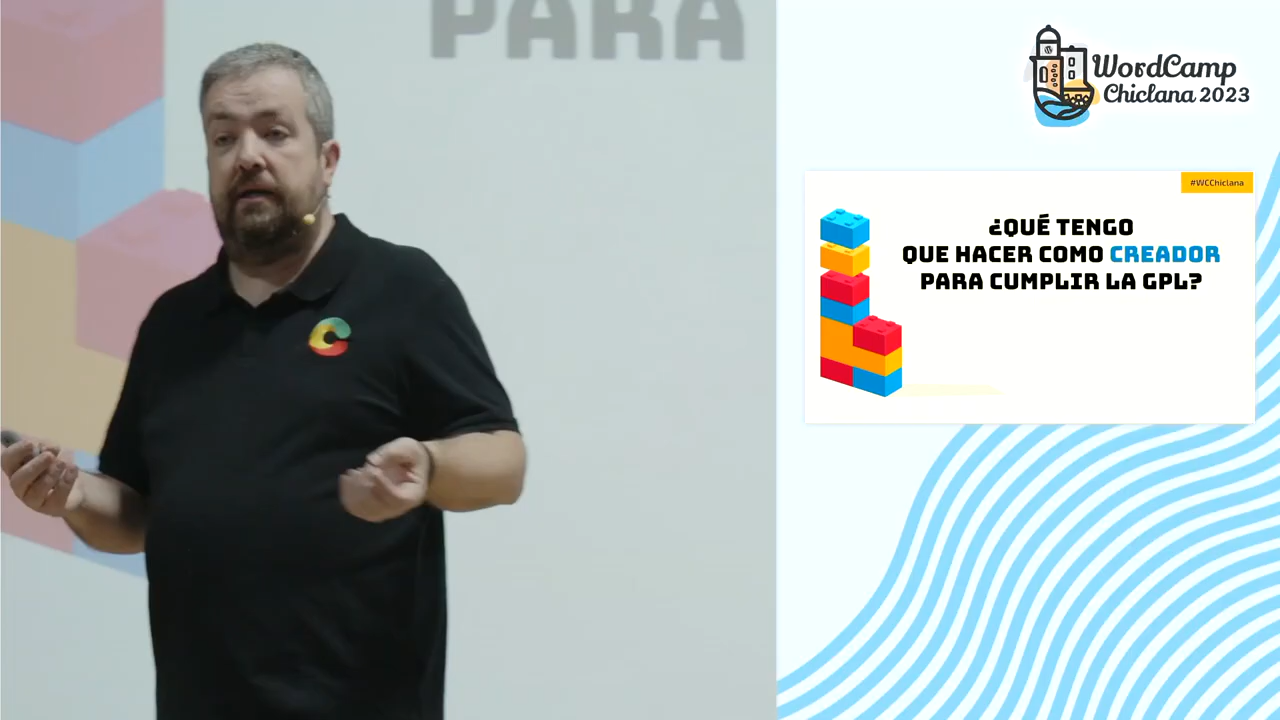 PARA
WordCamp
Chiclana 2023
#WCChiclana
¿QUÉ TENGO
QUE HACER COMO CREADOR
PARA CUMPLIR LA GPL?